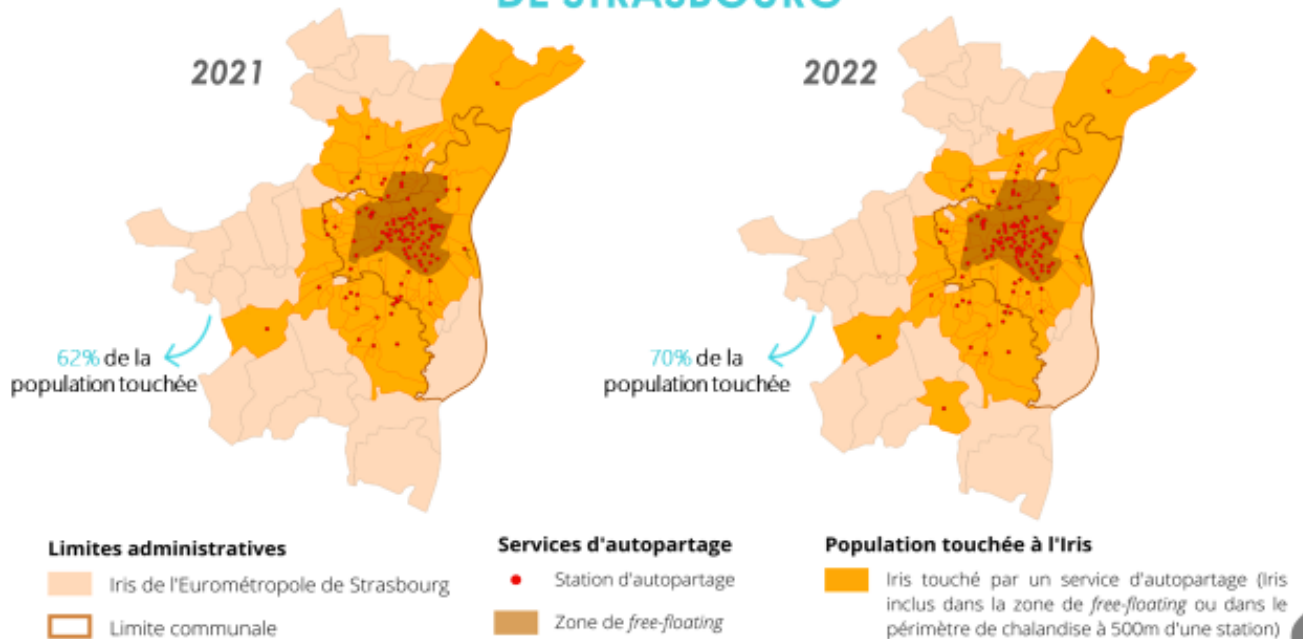 DE STRASBOURG
2021
2022
62% de la
population touchée
70% de la
population touchée
Limites administratives
Iris de l'Eurométropole de Strasbourg
Limite communale
Services d'autopartage
Station d'autopartage
Zone de free-floating
Population touchée à l'Iris
Iris touché par un service d'autopartage (Iris
inclus dans la zone de free-floating ou dans le
périmètre de chalandise à 500m d'une station)